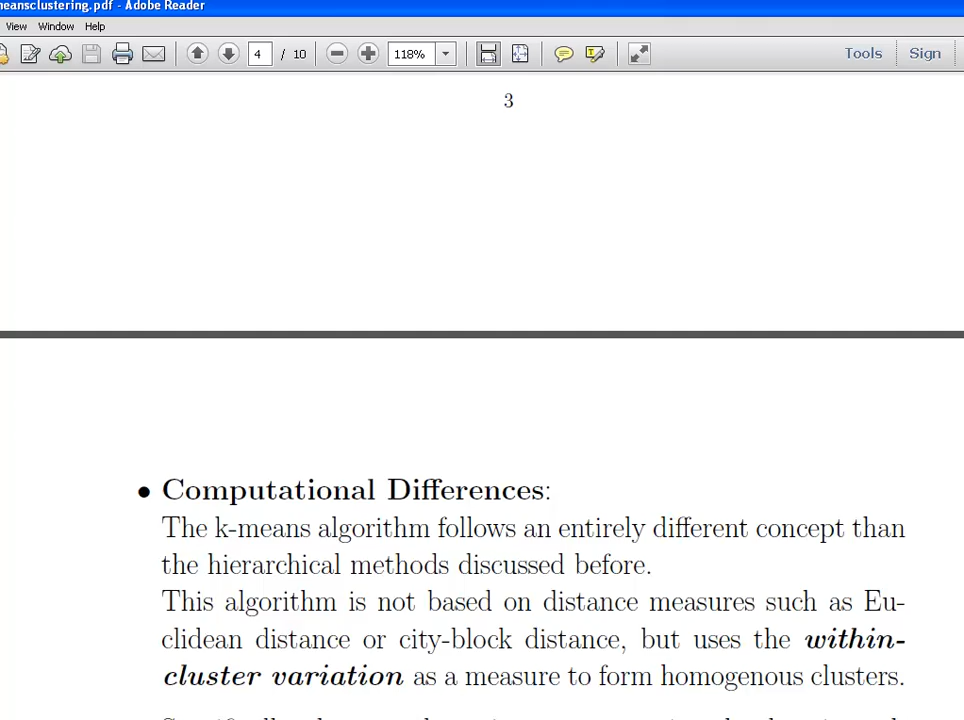 meansclustering.pdf - Adobe Reader
View Window Help
4 / 10 118% Tools Sign
3
• Computational Differences:
The k-means algorithm follows an entirely different concept than
the hierarchical methods discussed before.
This algorithm is not based on distance measures such as Eu-
clidean distance or city-block distance, but uses the within-
cluster variation as a measure to form homogenous clusters.